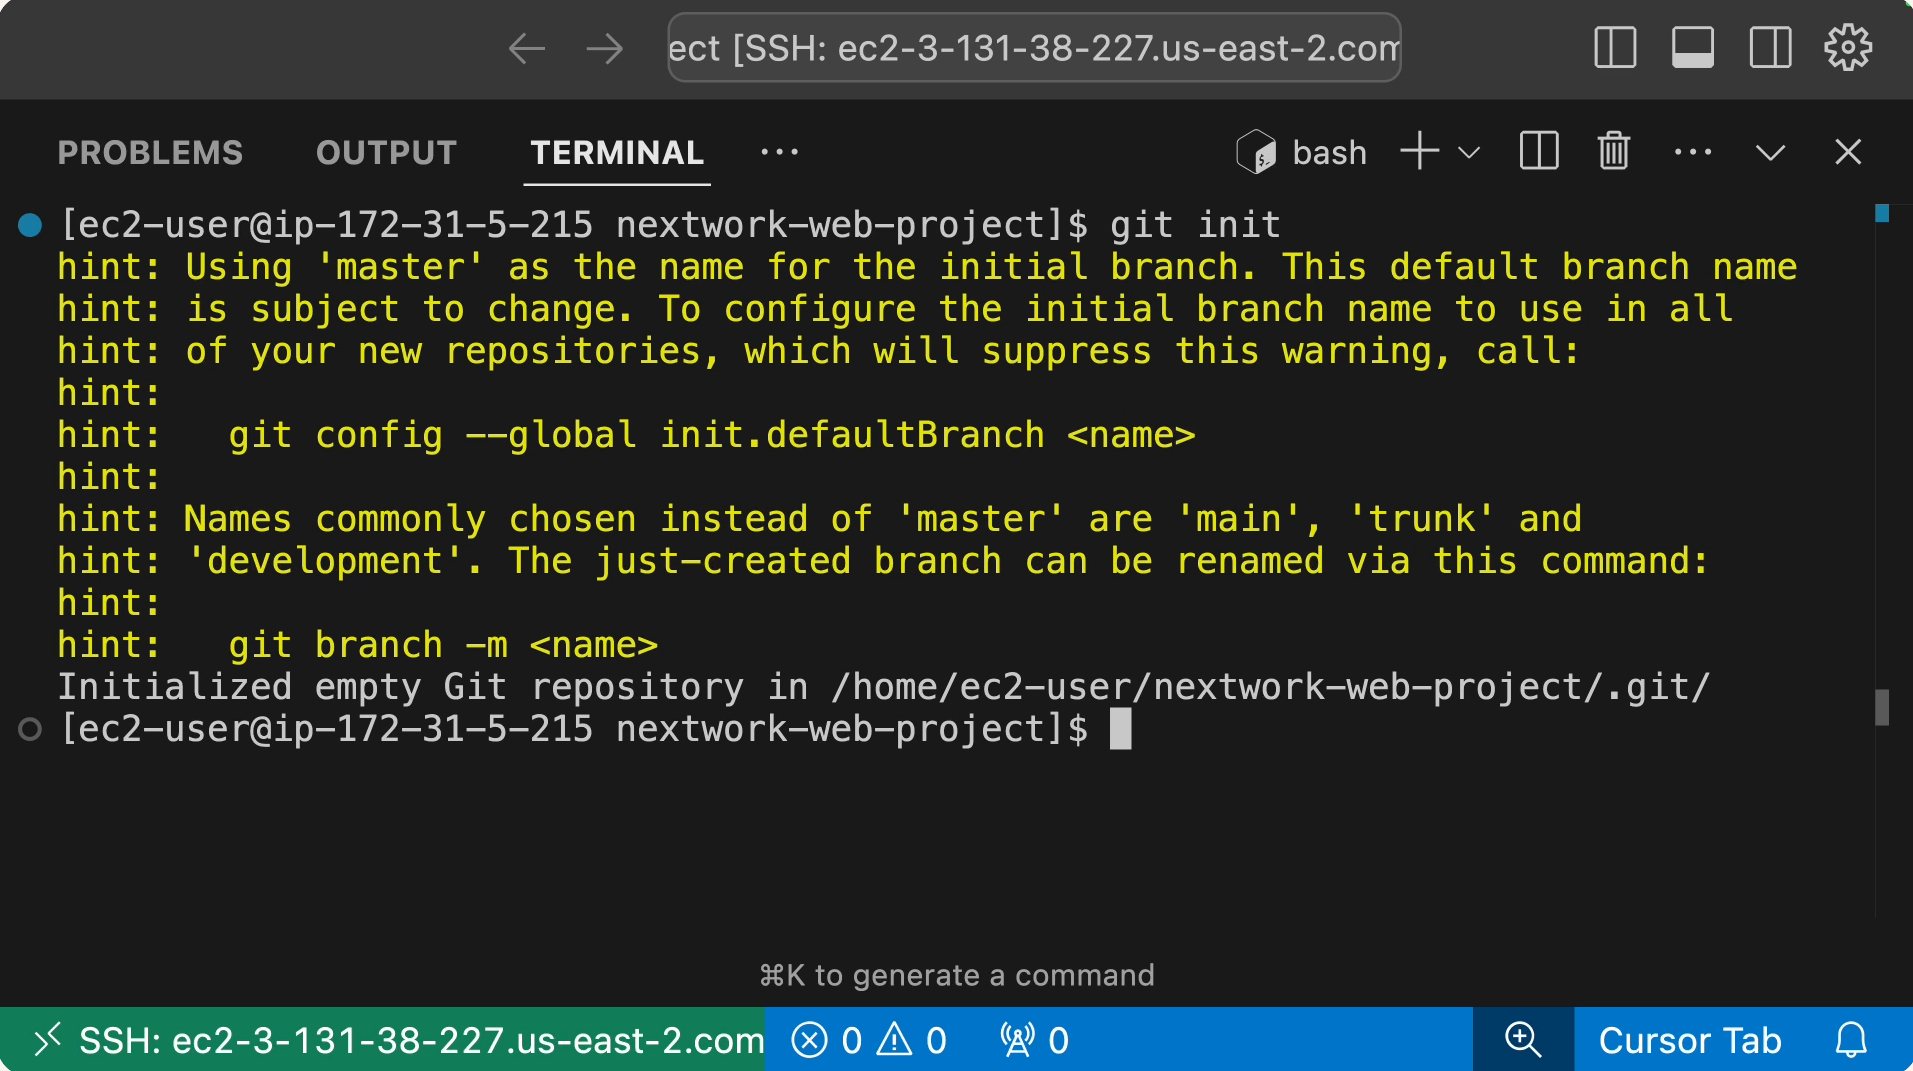 ect [SSH: ec2-3-131-38-227.us-east-2.com
PROBLEMS OUTPUT TERMINAL ··· bash
[ec2-user@ip-172-31-5-215 nextwork-web-project]$ git init
hint: Using 'master' as the name for the initial branch. This default branch name
hint: is subject to change. To configure the initial branch name to use in all
hint: of your new repositories, which will suppress this warning, call:
hint:
hint:   git config --global init.defaultBranch <name>
hint:
hint: Names commonly chosen instead of 'master' are 'main', 'trunk' and
hint: 'development'. The just-created branch can be renamed via this command:
hint:
hint:   git branch -m <name>
Initialized empty Git repository in /home/ec2-user/nextwork-web-project/.git/
[ec2-user@ip-172-31-5-215 nextwork-web-project]$
⌘K to generate a command
SSH: ec2-3-131-38-227.us-east-2.com 0 0 0 Cursor Tab